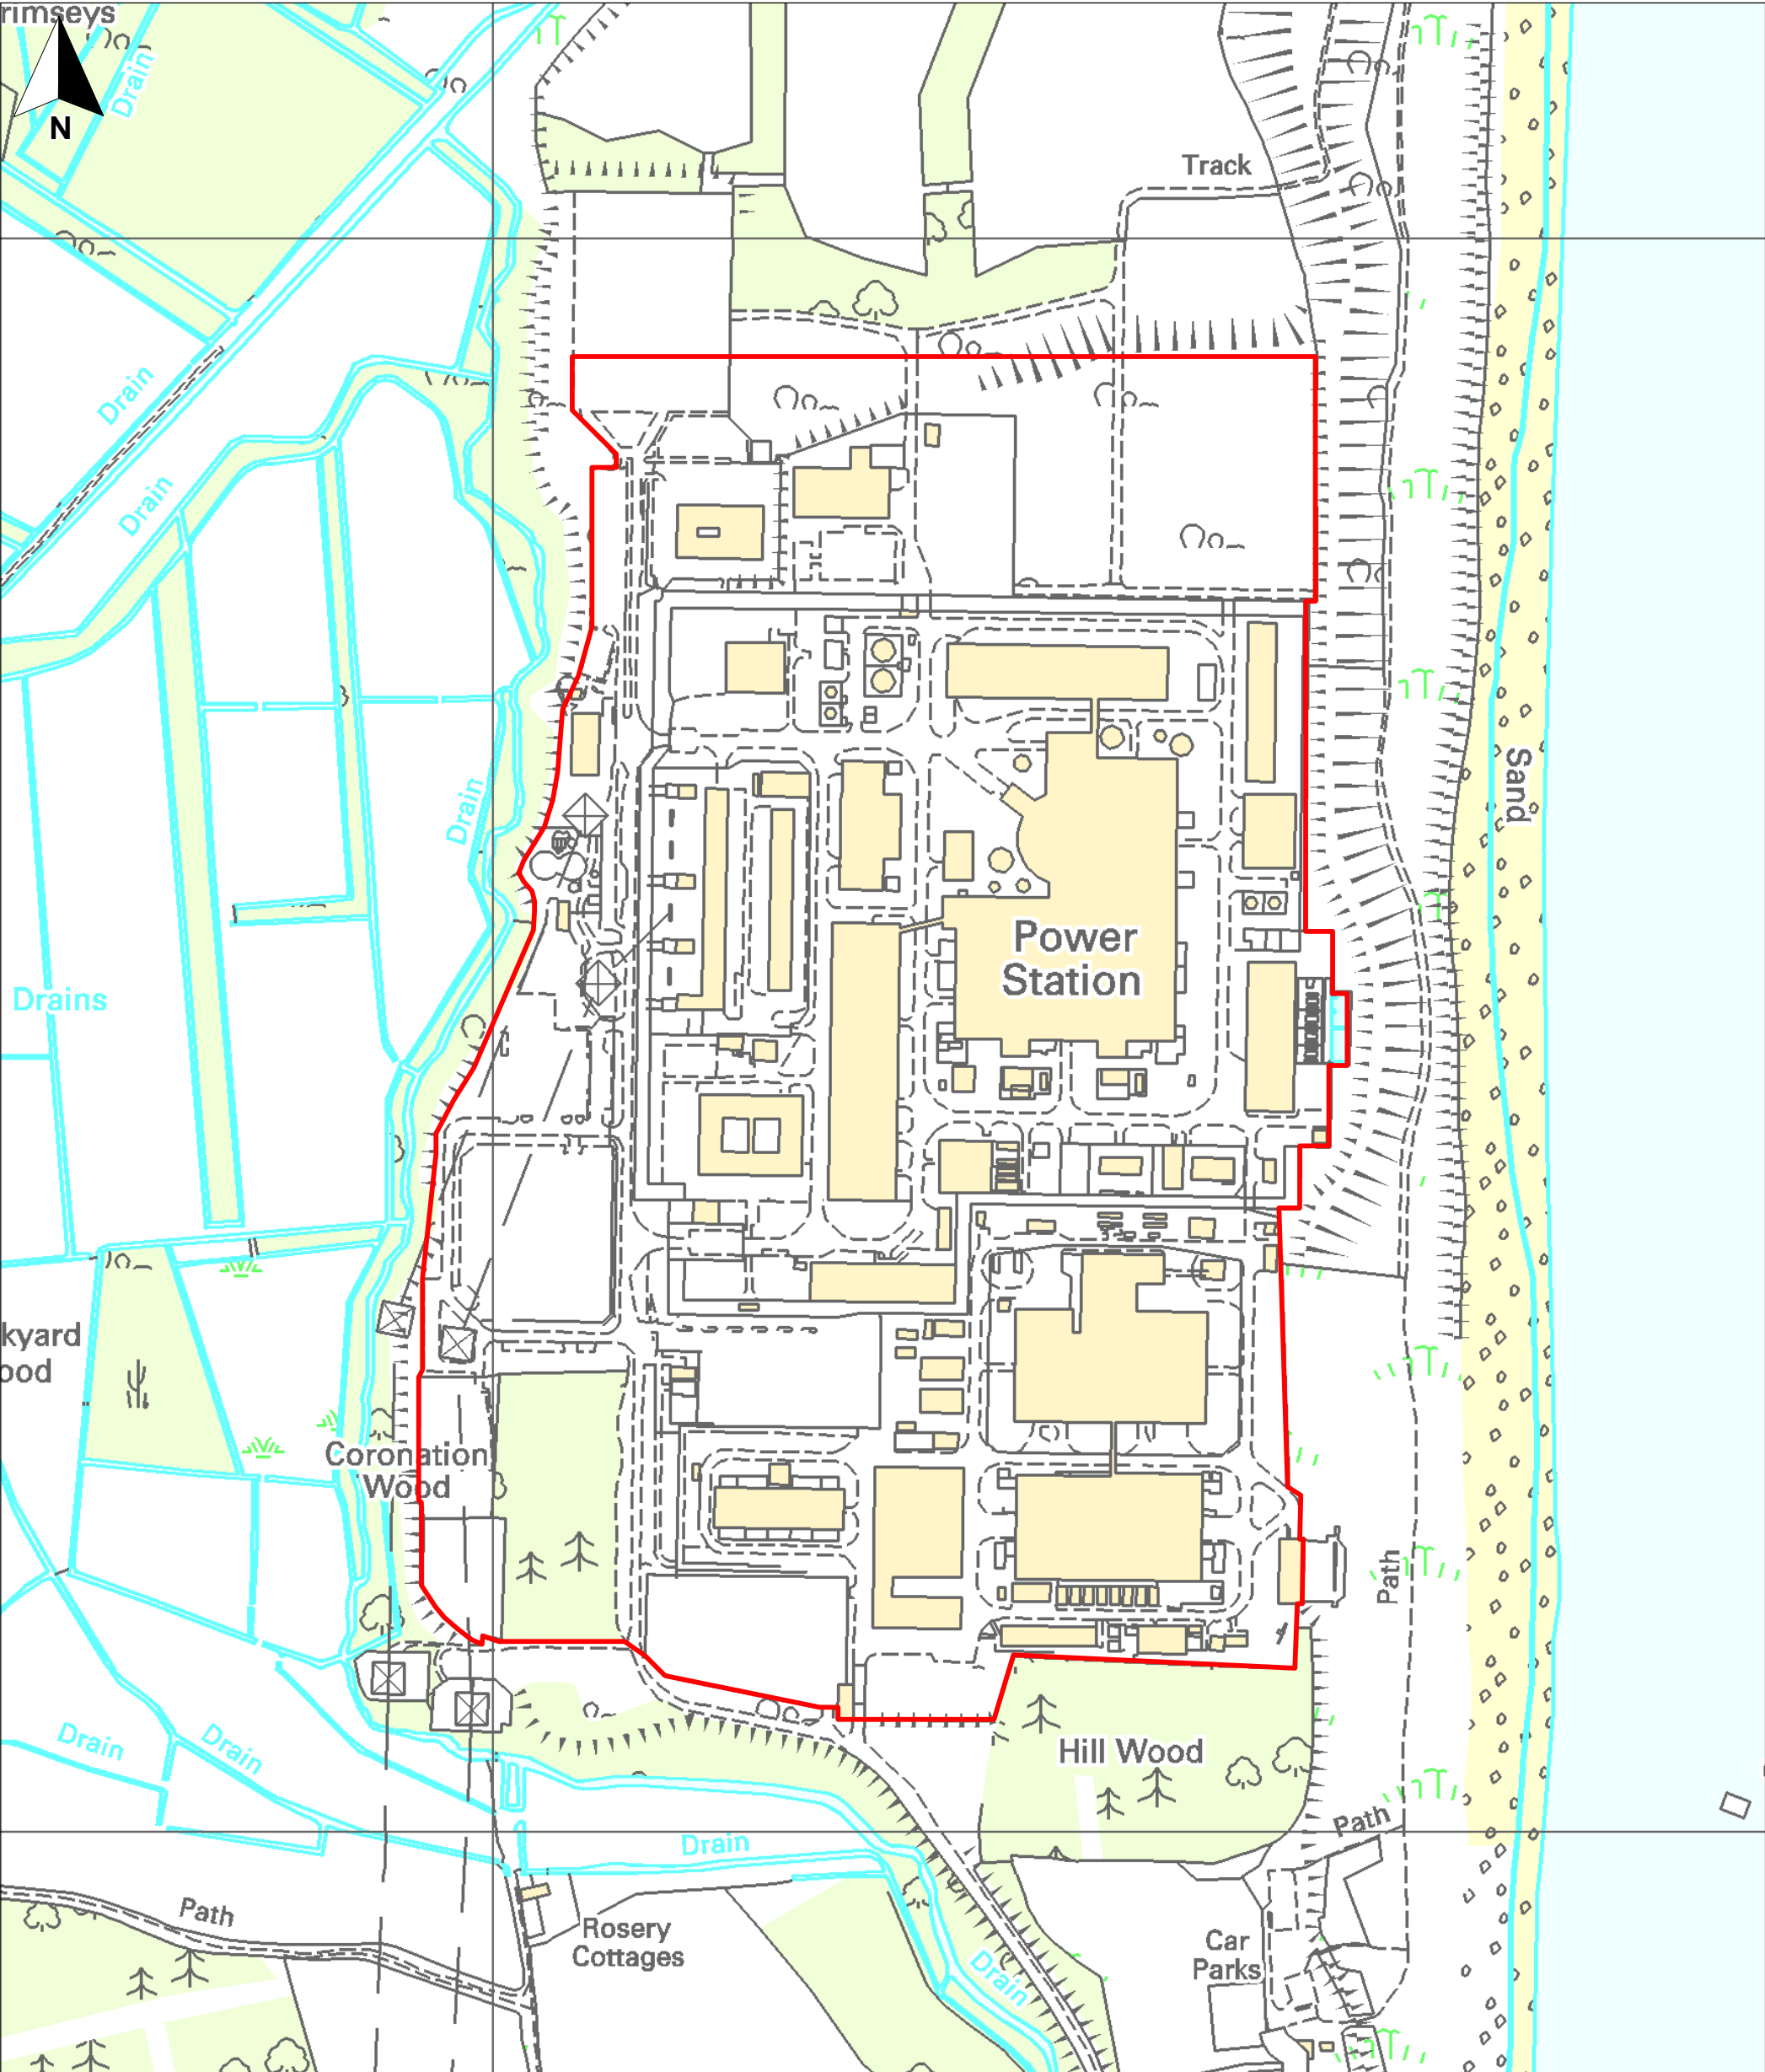 rimseys
Drain
N
Track
Drain
Drain
Sand
Drain
Power
Station
Drains
kyard
ood
Coronation
Wood
Path
Hill Wood
Drain
Drain
Path
Drain
Path
Rosery
Cottages
Car
Parks
Drain